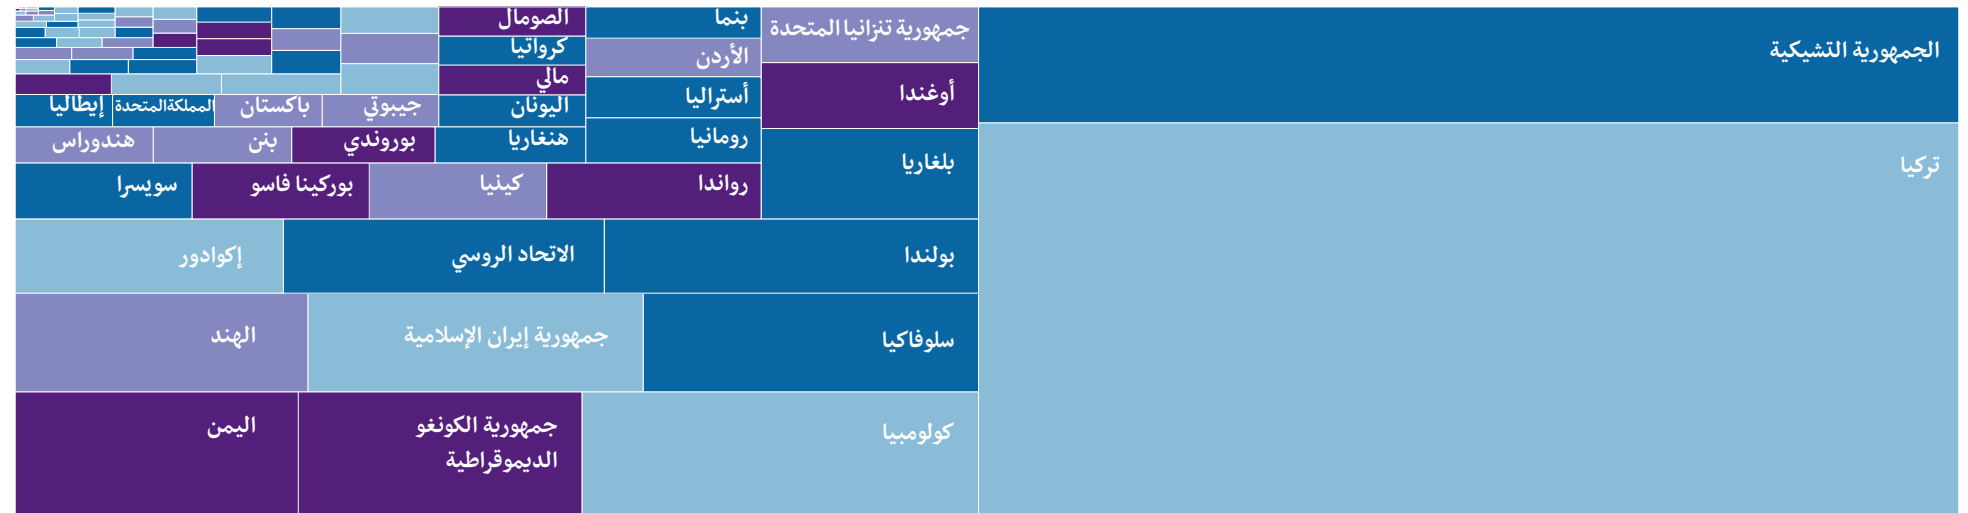 الجمهورية التشيكية
تركيا
جمهورية تنزانيا المتحدة
أوغندا
بلغاريا
بنما
الأردن
أستراليا
رومانيا
الصومال
كرواتيا
مالي
اليونان
هنغاريا
جيبوتي
باكستان
المملكةالمتحدة
إيطاليا
بوروندي
بنن
هندوراس
رواندا
كينيا
بوركينا فاسو
سويسرا
بولندا
الاتحاد الروسي
إكوادور
سلوفاكيا
جمهورية إيران الإسلامية
الهند
كولومبيا
جمهورية الكونغو
الديموقراطية
اليمن